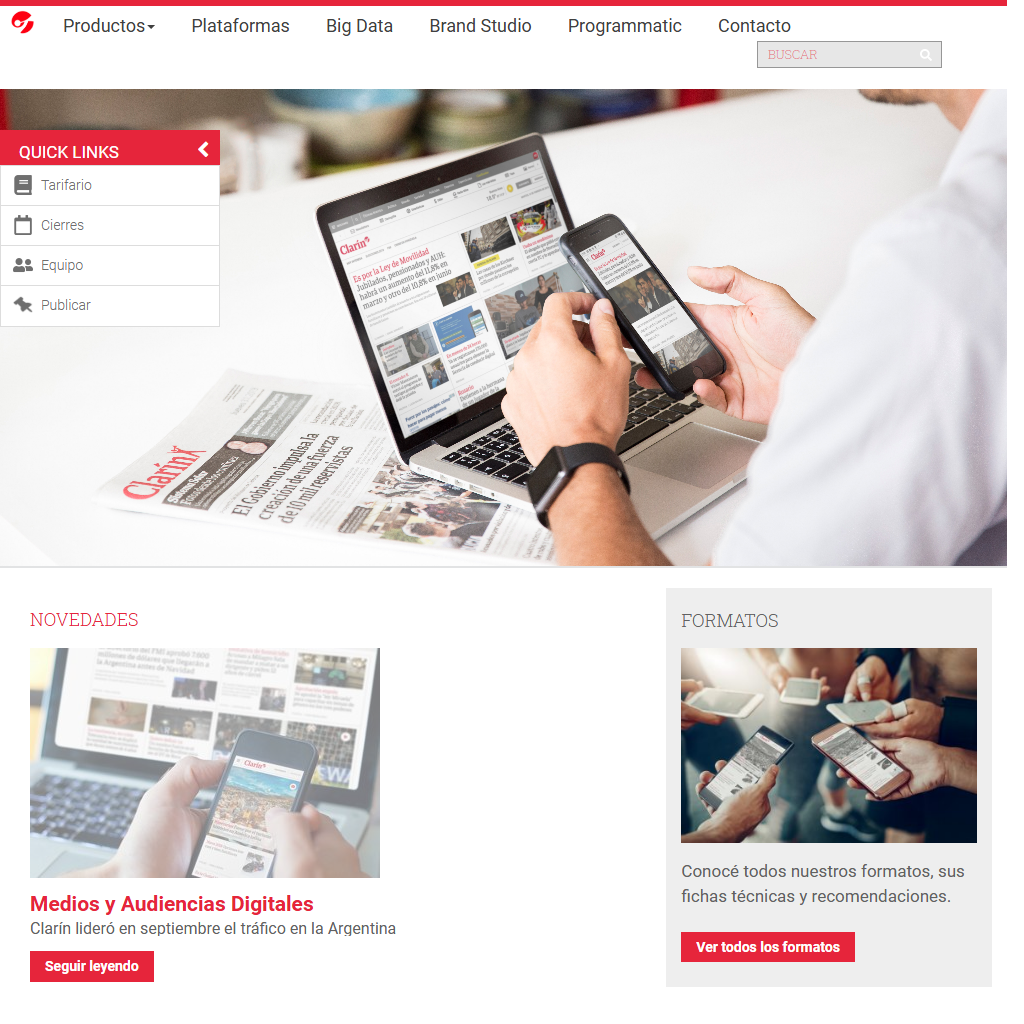 Productos
Plataformas
Big Data
Brand Studio
Programmatic
Contacto
BUSCAR
QUICK LINKS
Tarifario
Cierres
Equipo
Publicar
Clarín
Es por la Ley de Movilidad
Jubilados, pensionados y AUH:
habrá un aumento del 11,8% en
marzo y otro del 10,8% en junio
Clarín
Clarín
El Gobierno impulsa la
creación de una fuerza
de 10 mil reservistas
NOVEDADES
FORMATOS
Clarín
Medios y Audiencias Digitales
Clarín lideró en septiembre el tráfico en la Argentina
Seguir leyendo
Conocé todos nuestros formatos, sus
fichas técnicas y recomendaciones.
Ver todos los formatos